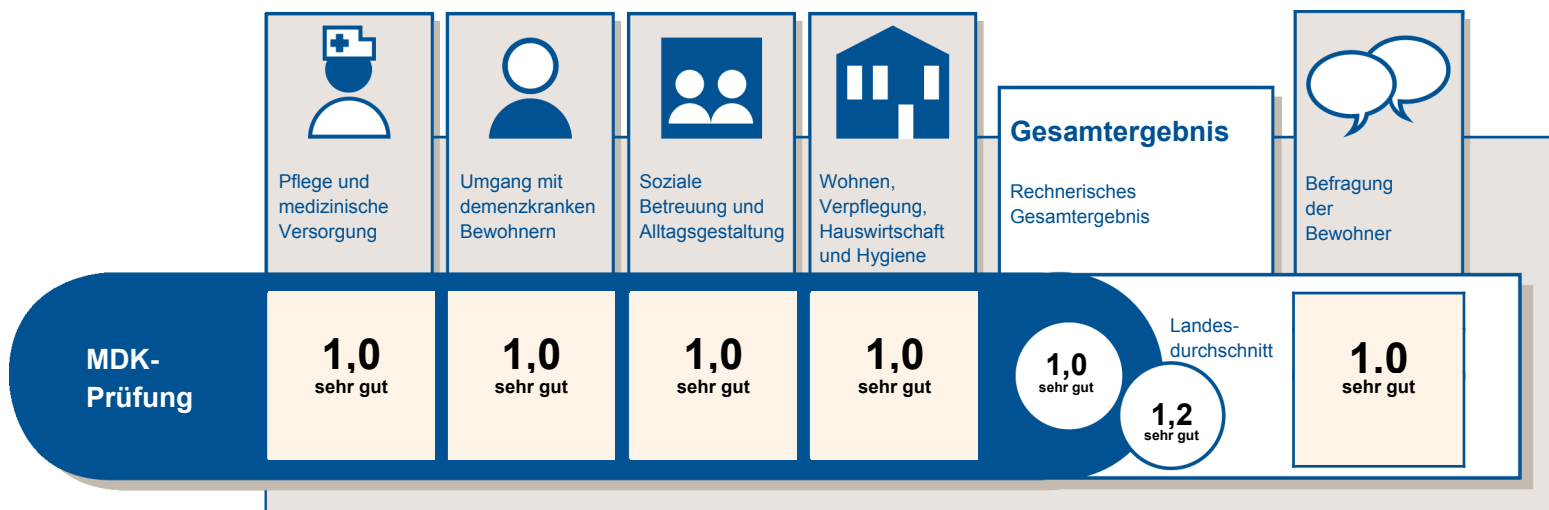 Pflege und
medizinische
Versorgung
Umgang mit
demenzkranken
Bewohnern
Soziale
Betreuung und
Alltagsgestaltung
Wohnen,
Verpflegung,
Hauswirtschaft
und Hygiene
Gesamtergebnis
Rechnerisches
Gesamtergebnis
Befragung
der
Bewohner
MDK-
Prüfung
1,0
sehr gut
1,0
sehr gut
1,0
sehr gut
1,0
sehr gut
1,0
sehr gut
Landes-
durchschnitt
1,2
sehr gut
1.0
sehr gut